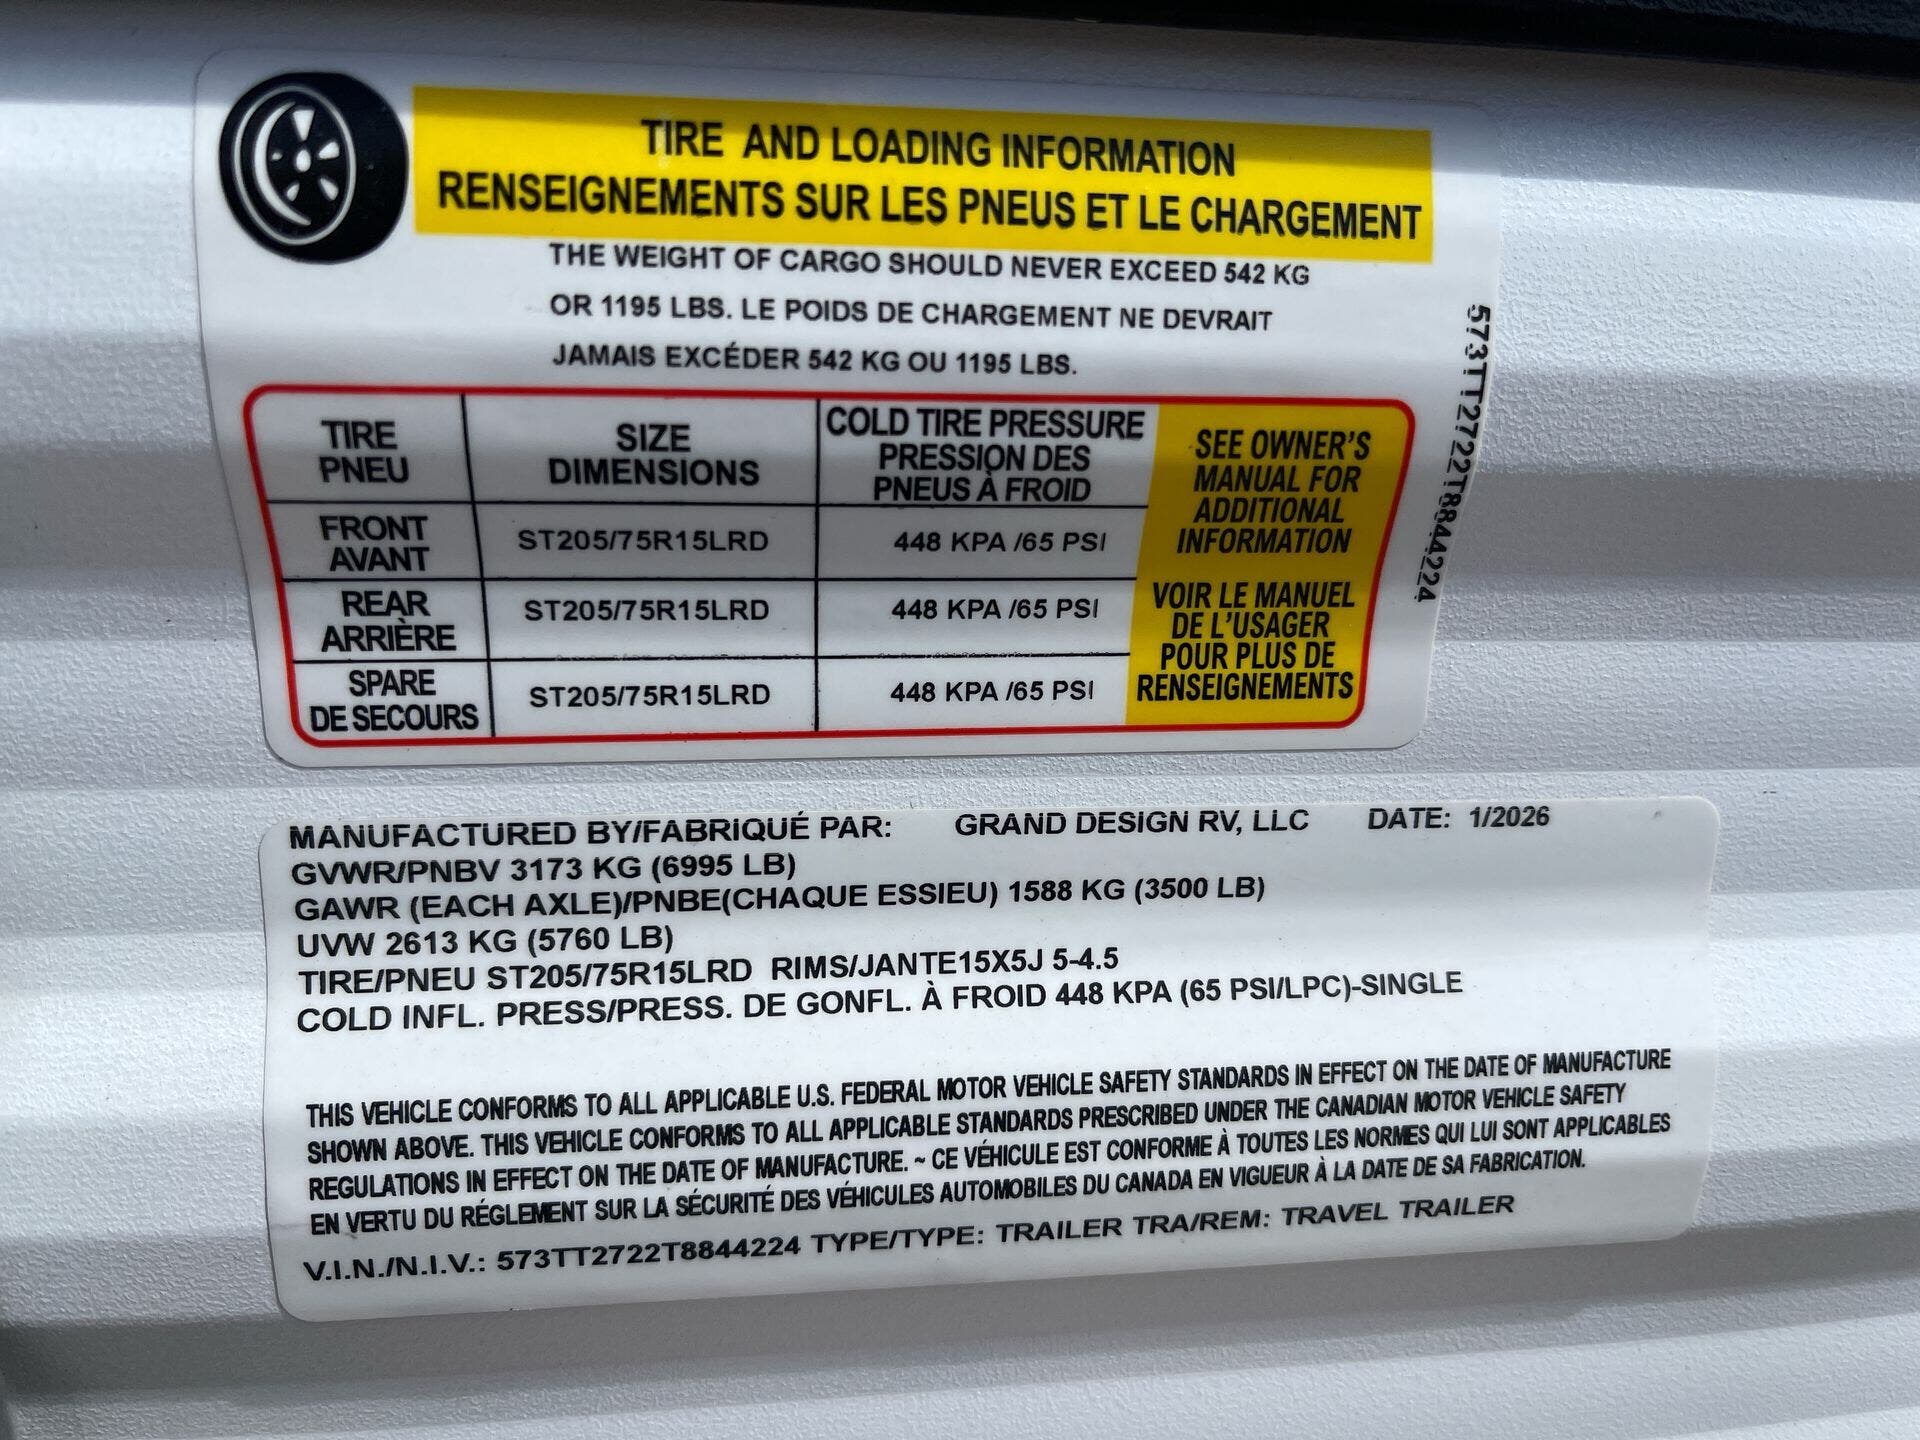 TIRE AND LOADING INFORMATION
RENSEIGNEMENTS SUR LES PNEUS ET LE CHARGEMENT
THE WEIGHT OF CARGO SHOULD NEVER EXCEED 542 KG
OR 1195 LBS. LE POIDS DE CHARGEMENT NE DEVRAIT
JAMAIS EXCÉDER 542 KG OU 1195 LBS.
TIRE
PNEU
SIZE
DIMENSIONS
COLD TIRE PRESSURE
PRESSION DES
PNEUS À FROID
FRONT
AVANT
ST205/75R15LRD
448 KPA /65 PSI
REAR
ARRIÈRE
ST205/75R15LRD
448 KPA /65 PSI
SPARE
DE SECOURS
ST205/75R15LRD
448 KPA /65 PSI
SEE OWNER'S
MANUAL FOR
ADDITIONAL
INFORMATION
VOIR LE MANUEL
DE L'USAGER
POUR PLUS DE
RENSEIGNEMENTS
573TT2722T8844224
MANUFACTURED BY/FABRIQUÉ PAR: GRAND DESIGN RV, LLC DATE: 1/2026
GVWR/PNBV 3173 KG (6995 LB)
GAWR (EACH AXLE)/PNBE(CHAQUE ESSIEU) 1588 KG (3500 LB)
UVW 2613 KG (5760 LB)
TIRE/PNEU ST205/75R15LRD RIMS/JANTE15X5J 5-4.5
COLD INFL. PRESS/PRESS. DE GONFL. À FROID 448 KPA (65 PSI/LPC)-SINGLE
THIS VEHICLE CONFORMS TO ALL APPLICABLE U.S. FEDERAL MOTOR VEHICLE SAFETY STANDARDS IN EFFECT ON THE DATE OF MANUFACTURE
SHOWN ABOVE. THIS VEHICLE CONFORMS TO ALL APPLICABLE STANDARDS PRESCRIBED UNDER THE CANADIAN MOTOR VEHICLE SAFETY
REGULATIONS IN EFFECT ON THE DATE OF MANUFACTURE. ~ CE VÉHICULE EST CONFORME À TOUTES LES NORMES QUI LUI SONT APPLICABLES
EN VERTU DU RÉGLEMENT SUR LA SÉCURITÉ DES VÉHICULES AUTOMOBILES DU CANADA EN VIGUEUR À LA DATE DE SA FABRICATION.
V.I.N./N.I.V.: 573TT2722T8844224 TYPE/TYPE: TRAILER TRA/REM: TRAVEL TRAILER